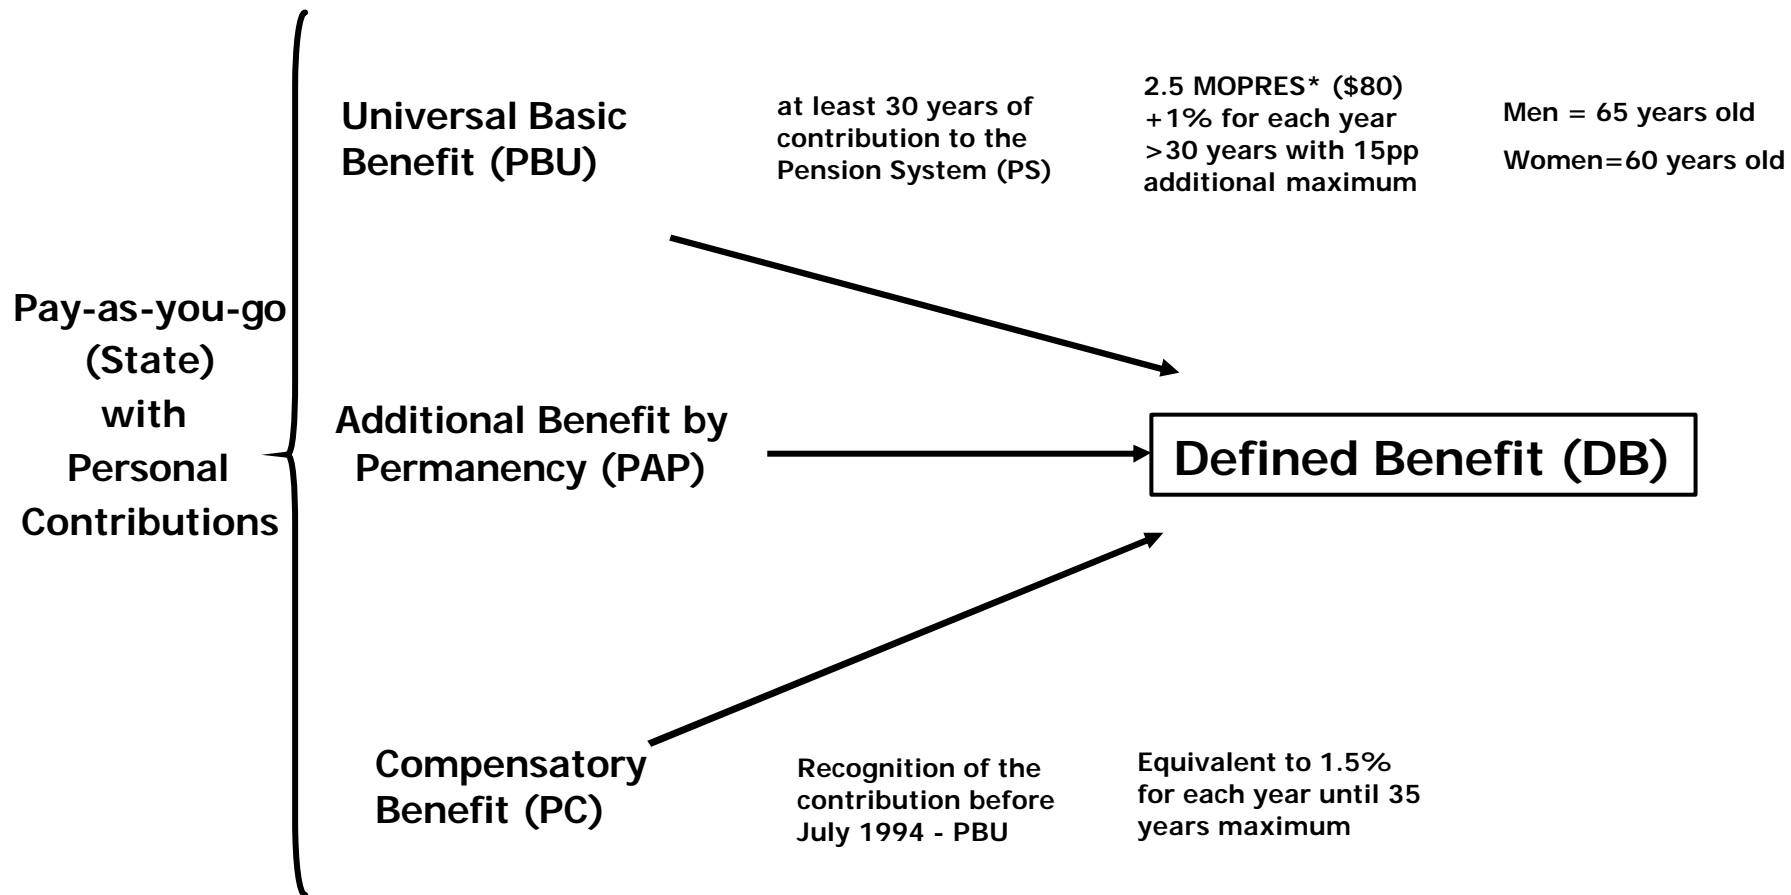 Universal Basic
Benefit (PBU)
at least 30 years of
contribution to the
Pension System (PS)
2.5 MOPRES* ($80)
+1% for each year
>30 years with 15pp
additional maximum
Men = 65 years old
Women=60 years old
Pay-as-you-go
(State)
with
Personal
Contributions
Additional Benefit by
Permanency (PAP)
Defined Benefit (DB)
Compensatory
Benefit (PC)
Recognition of the
contribution before
July 1994 - PBU
Equivalent to 1.5%
for each year until 35
years maximum